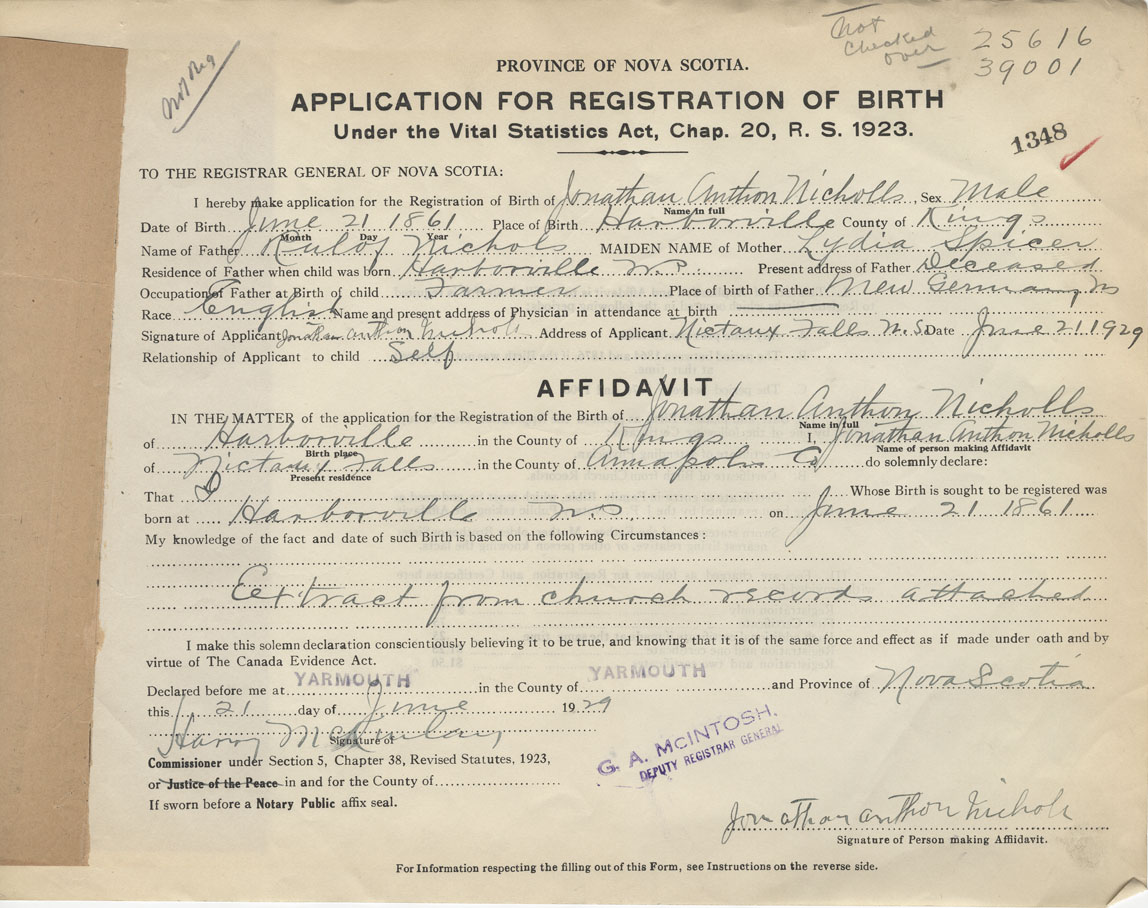 Not
Checked
over
25616
39001
Not Reg
PROVINCE OF NOVA SCOTIA.
APPLICATION FOR REGISTRATION OF BIRTH
Under the Vital Statistics Act, Chap. 20, R. S. 1923.
1348
TO THE REGISTRAR GENERAL OF NOVA SCOTIA:
I hereby make application for the Registration of Birth of Jonathan Anthon Nicholls Sex Male
Name in full
Date of Birth June 21 1861 Place of Birth Harborville County of Kings
Month Day Year
Name of Father Nichols MAIDEN NAME of Mother Lydia Spicer
Residence of Father when child was born Harborville N.S. Present address of Father Deceased
Occupation of Father at Birth of child Farmer Place of birth of Father New Germany NS
Race English Name and present address of Physician in attendance at birth
Signature of Applicant Jonathan Anthon Nichols Address of Applicant Nictaux Falls N.S. Date June 21 1929
Relationship of Applicant to child Self
AFFIDAVIT
IN THE MATTER of the application for the Registration of the Birth of Jonathan Anthon Nicholls
Name in full
of Harborville in the County of Kings I, Jonathan Anthon Nicholls
Birth place Name of person making Affidavit
of Nictaux Falls in the County of Annapolis Co do solemnly declare:
Present residence
That I Whose Birth is sought to be registered was
born at Harborville N.S. on June 21 1861
My knowledge of the fact and date of such Birth is based on the following Circumstances:
Extract from church records attached
I make this solemn declaration conscientiously believing it to be true, and knowing that it is of the same force and effect as if made under oath and by
virtue of The Canada Evidence Act.
Declared before me at YARMOUTH in the County of YARMOUTH and Province of Nova Scotia
this 21 day of June 1929
Harry McKinlay
Signature of
Commissioner under Section 5, Chapter 38, Revised Statutes, 1923,
or Justice of the Peace in and for the County of
If sworn before a Notary Public affix seal.
G. A. McINTOSH.
DEPUTY REGISTRAR GENERAL
Jonathan Anthon Nichols
Signature of Person making Affidavit.
For Information respecting the filling out of this Form, see Instructions on the reverse side.